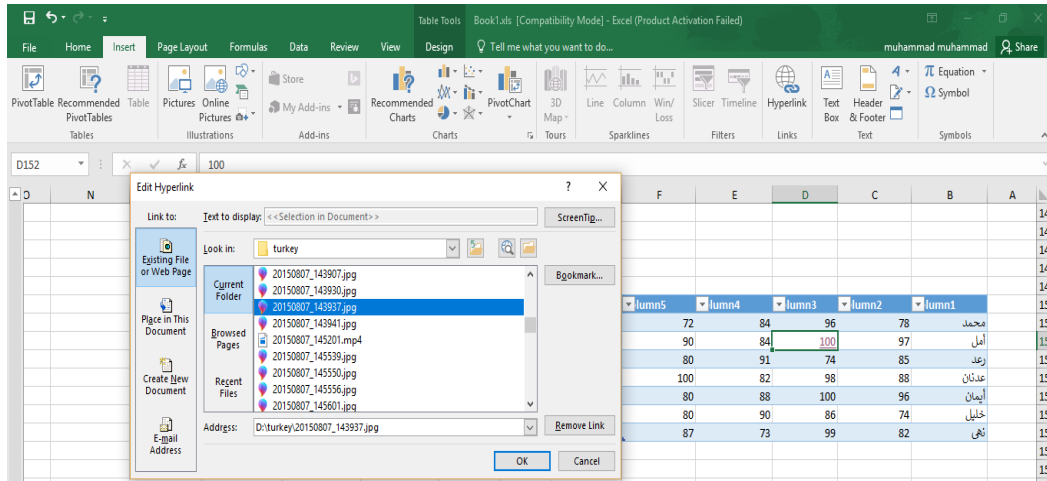 Table Tools Book1.xls [Compatibility Mode] - Excel (Product Activation Failed)
File Home Insert Page Layout Formulas Data Review View Design Tell me what you want to do... muhammad muhammad Share
PivotTable Recommended PivotTables Table Pictures Online Pictures Store My Add-ins Recommended Charts PivotChart 3D Map Line Column Win/Loss Slicer Timeline Hyperlink Text Box Header & Footer Equation Symbol
Tables Illustrations Add-ins Charts Tours Sparklines Filters Links Text Symbols
D152 fx 100
N F E D C B A
Edit Hyperlink ? X
Link to: Text to display: <<Selection in Document>> ScreenTip...
Existing File or Web Page
Look in: turkey
Bookmark...
Current Folder
Browsed Pages
Recent Files
20150807_143907.jpg
20150807_143930.jpg
20150807_143937.jpg
20150807_143941.jpg
20150807_145201.mp4
20150807_145539.jpg
20150807_145550.jpg
20150807_145556.jpg
20150807_145601.jpg
Place in This Document
Create New Document
E-mail Address
Address: D:\turkey\20150807_143937.jpg Remove Link
OK Cancel
lumn5 lumn4 lumn3 lumn2 lumn1
72 84 96 78 محمد
90 84 100 97 أمل
80 91 74 85 رعد
100 82 98 88 عدنان
80 88 100 96 أيمان
80 90 86 74 خليل
87 73 99 82 نهى